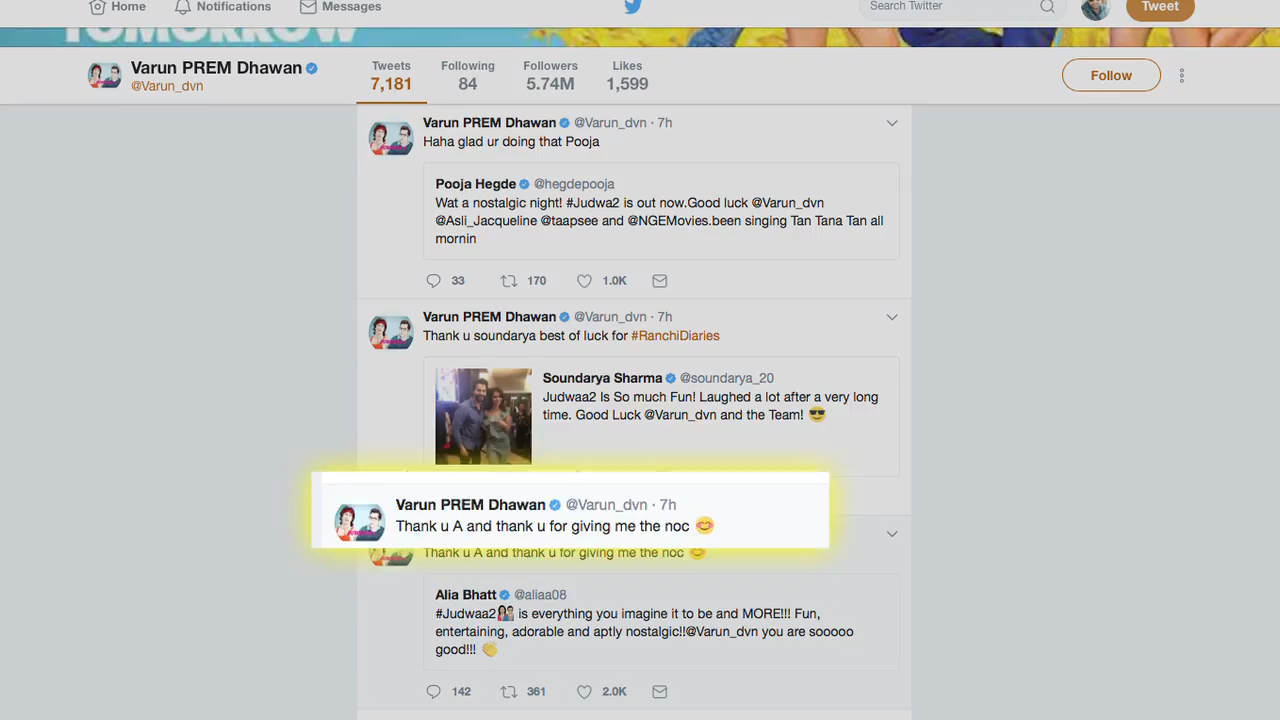 Home Notifications Messages Search Twitter Tweet
TOMORROW
Varun PREM Dhawan
@Varun_dvn
Tweets Following Followers Likes
7,181 84 5.74M 1,599
Follow
Varun PREM Dhawan @Varun_dvn · 7h
Haha glad ur doing that Pooja
Pooja Hegde @hegdepooja
Wat a nostalgic night! #Judwa2 is out now.Good luck @Varun_dvn
@Asli_Jacqueline @taapsee and @NGEMovies.been singing Tan Tana Tan all
mornin
33 170 1.0K
Varun PREM Dhawan @Varun_dvn · 7h
Thank u soundarya best of luck for #RanchiDiaries
Soundarya Sharma @soundarya_20
Judwaa2 Is So much Fun! Laughed a lot after a very long
time. Good Luck @Varun_dvn and the Team! 😎
Varun PREM Dhawan @Varun_dvn · 7h
Thank u A and thank u for giving me the noc 😊
Thank u A and thank u for giving me the noc 😊
Alia Bhatt @aliaa08
#Judwaa2 is everything you imagine it to be and MORE!!! Fun,
entertaining, adorable and aptly nostalgic!!@Varun_dvn you are sooooo
good!!! 👏
142 361 2.0K